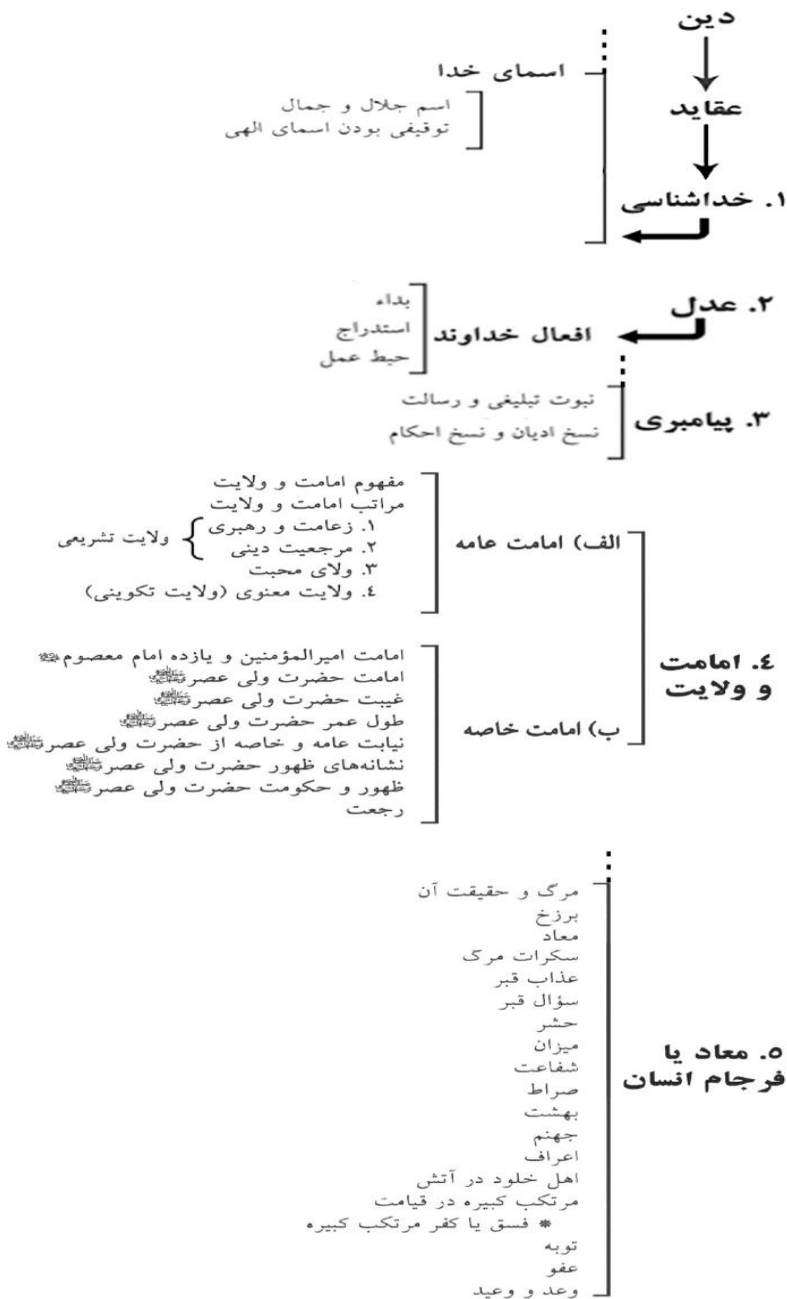 دین
عقاید
۱. خداشناسی
اسمای خدا
اسم جلال و جمال
توقیفی بودن اسمای الهی
۲. عدل
افعال خداوند
بداء
استدراج
حبط عمل
۳. پیامبری
نبوت تبلیغی و رسالت
نسخ ادیان و نسخ احکام
٤. امامت
و ولایت
الف) امامت عامه
مفهوم امامت و ولایت
مراتب امامت و ولایت
۱. زعامت و رهبری
۲. مرجعیت دینی
ولایت تشریعی
۳. ولای محبت
٤. ولایت معنوی (ولایت تکوینی)
ب) امامت خاصه
امامت امیرالمؤمنین و یازده امام معصوم
امامت حضرت ولی عصر
غیبت حضرت ولی عصر
طول عمر حضرت ولی عصر
نیابت عامه و خاصه از حضرت ولی عصر
نشانه‌های ظهور حضرت ولی عصر
ظهور و حکومت حضرت ولی عصر
رجعت
۵. معاد یا
فرجام انسان
مرگ و حقیقت آن
برزخ
معاد
سکرات مرگ
عذاب قبر
سؤال قبر
حشر
میزان
شفاعت
صراط
بهشت
جهنم
اعراف
اهل خلود در آتش
مرتکب کبیره در قیامت
* فسق یا کفر مرتکب کبیره
توبه
عفو
وعد و وعید